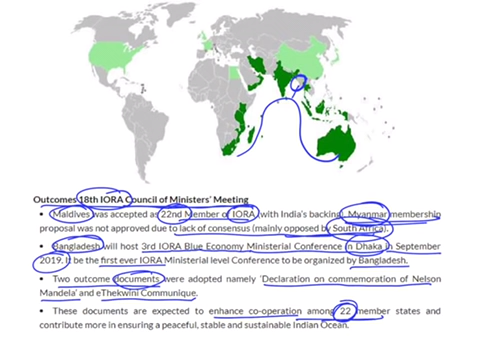 Outcomes 18th IORA Council of Ministers' Meeting
Maldives was accepted as 22nd Member of IORA (with India's backing). Myanmar membership
proposal was not approved due to lack of consensus (mainly opposed by South Africa).
Bangladesh will host 3rd IORA Blue Economy Ministerial Conference in Dhaka in September
2019. It be the first ever IORA Ministerial level Conference to be organized by Bangladesh.
Two outcome documents were adopted namely 'Declaration on commemoration of Nelson
Mandela' and eThekwini Communique.
These documents are expected to enhance co-operation among 22 member states and
contribute more in ensuring a peaceful, stable and sustainable Indian Ocean.